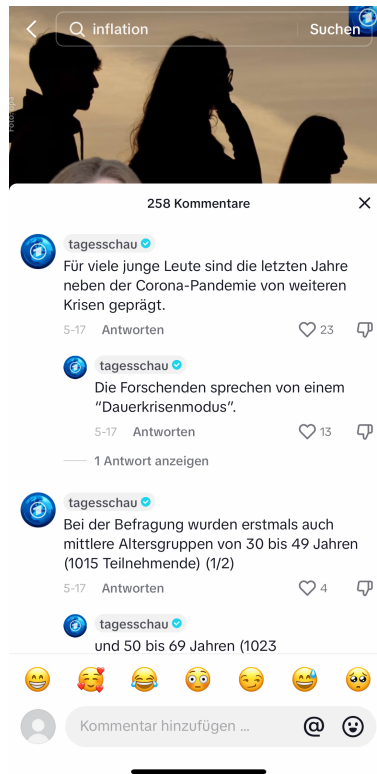 inflation
Suchen
258 Kommentare
tagesschau
Für viele junge Leute sind die letzten Jahre
neben der Corona-Pandemie von weiteren
Krisen geprägt.
5-17 Antworten 23
tagesschau
Die Forschenden sprechen von einem
“Dauerkrisenmodus”.
5-17 Antworten 13
1 Antwort anzeigen
tagesschau
Bei der Befragung wurden erstmals auch
mittlere Altersgruppen von 30 bis 49 Jahren
(1015 Teilnehmende) (1/2)
5-17 Antworten 4
tagesschau
und 50 bis 69 Jahren (1023
Kommentar hinzufügen ... @